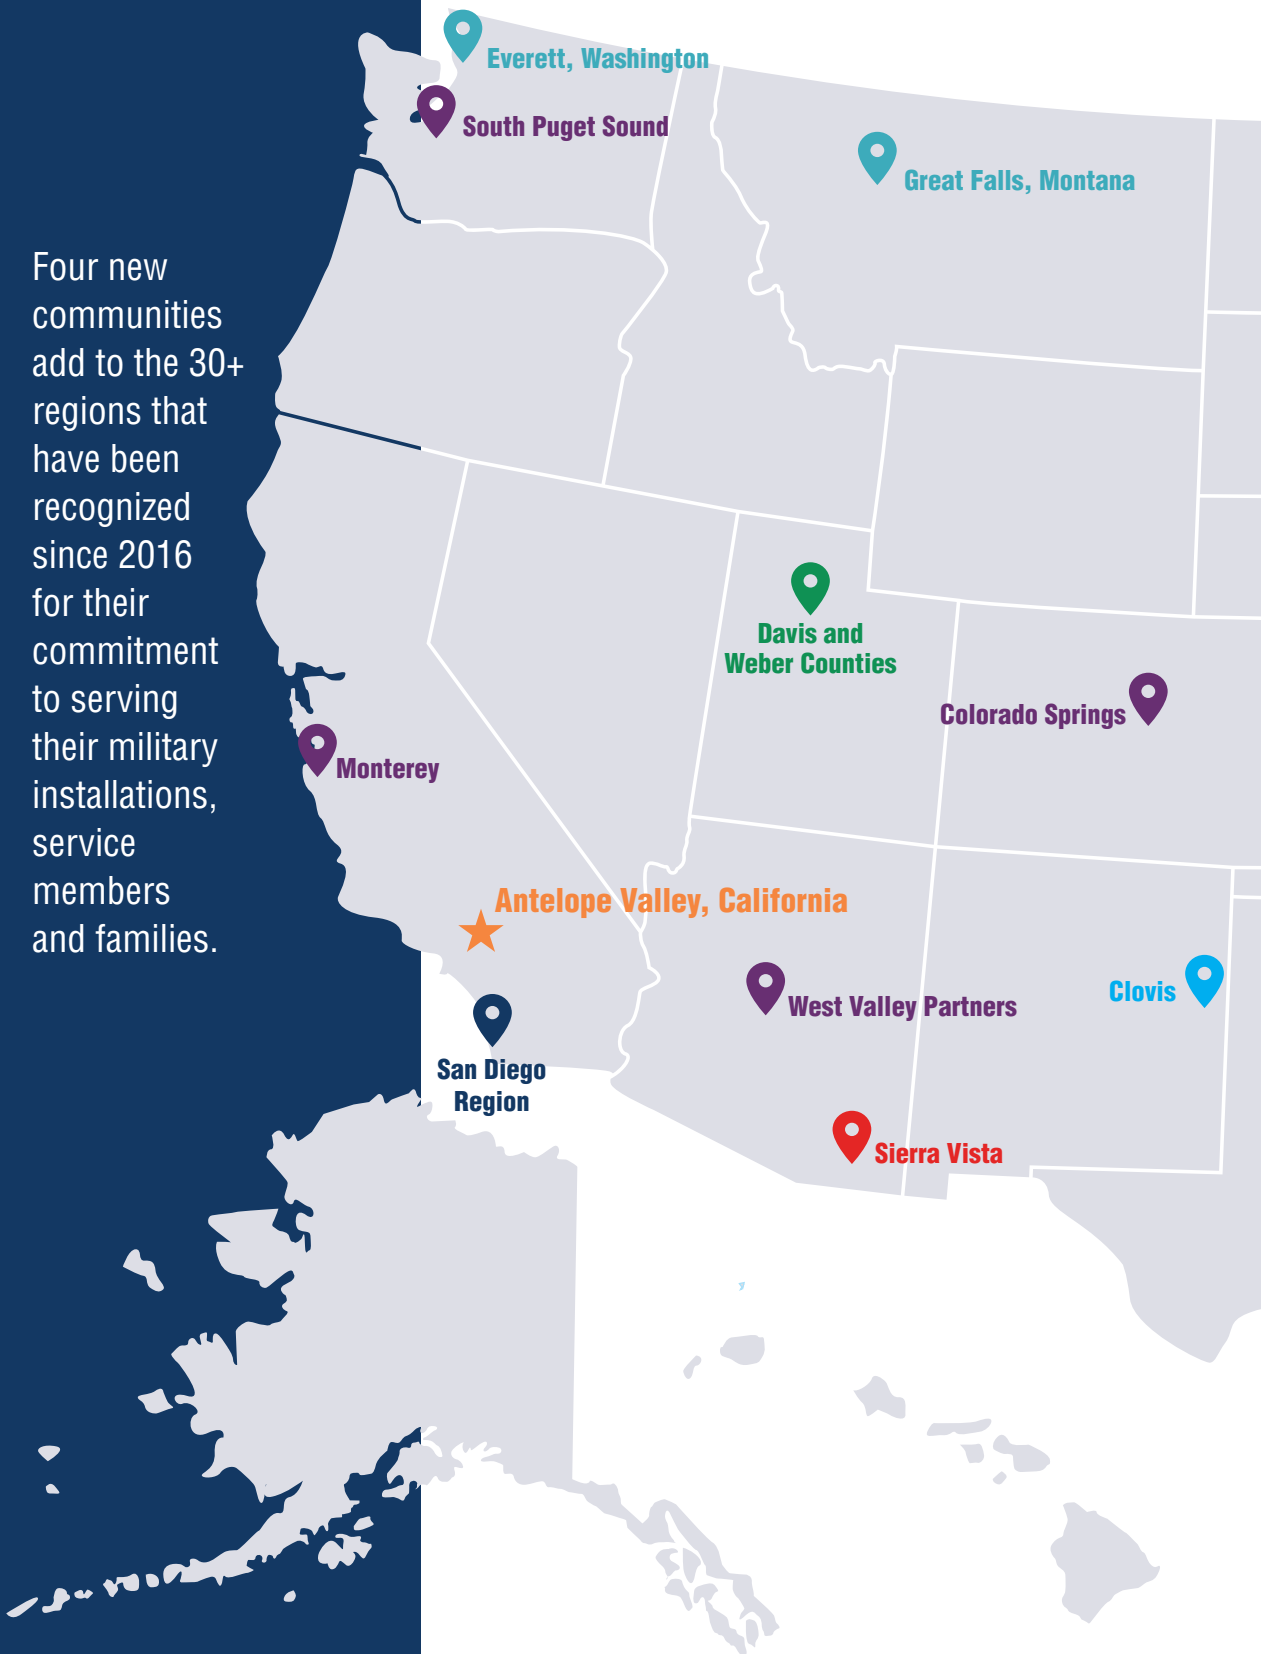 Four new
communities
add to the 30+
regions that
have been
recognized
since 2016
for their
commitment
to serving
their military
installations,
service
members
and families.
Everett, Washington
South Puget Sound
Great Falls, Montana
Davis and
Weber Counties
Colorado Springs
Monterey
Antelope Valley, California
West Valley Partners
Clovis
San Diego
Region
Sierra Vista